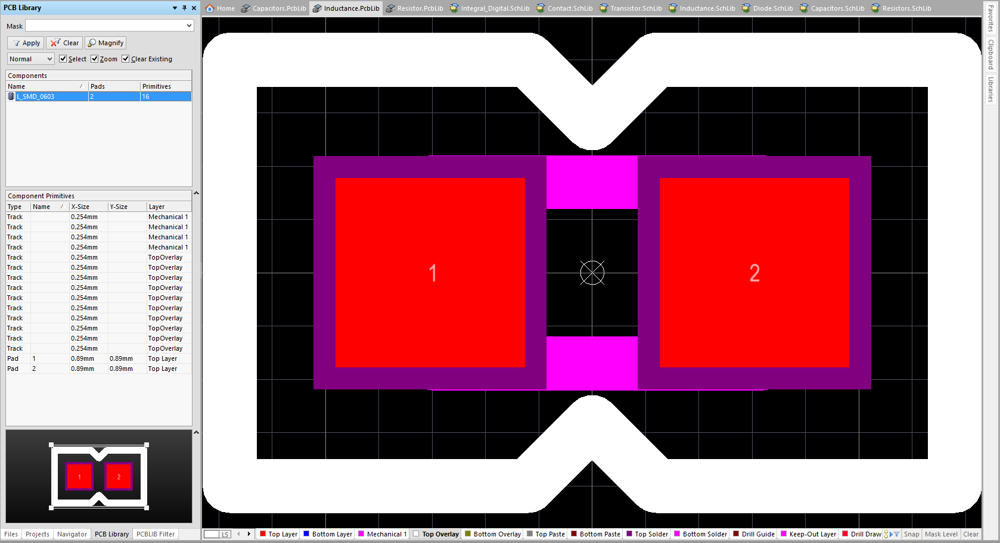 PCB Library
Home Capacitors.PcbLib Inductance.PcbLib Resistor.PcbLib Integral_Digital.SchLib Contact.SchLib Transistor.SchLib Inductance.SchLib Diode.SchLib Capacitors.SchLib Resistors.SchLib
Mask
Apply Clear Magnify
Normal Select Zoom Clear Existing
Components
Name Pads Primitives
L_SMD_0603 2 16
Component Primitives
Type Name X-Size Y-Size Layer
Track 0.254mm Mechanical 1
Track 0.254mm Mechanical 1
Track 0.254mm Mechanical 1
Track 0.254mm Mechanical 1
Track 0.254mm TopOverlay
Track 0.254mm TopOverlay
Track 0.254mm TopOverlay
Track 0.254mm TopOverlay
Track 0.254mm TopOverlay
Track 0.254mm TopOverlay
Track 0.254mm TopOverlay
Track 0.254mm TopOverlay
Track 0.254mm TopOverlay
Track 0.254mm TopOverlay
Pad 1 0.89mm 0.89mm Top Layer
Pad 2 0.89mm 0.89mm Top Layer
1 2
1 2
Favorites
Clipboard
Libraries
Files Projects Navigator PCB Library PCBLIB Filter
LS Top Layer Bottom Layer Mechanical 1 Top Overlay Bottom Overlay Top Paste Bottom Paste Top Solder Bottom Solder Drill Guide Keep-Out Layer Drill Draw Snap Mask Level Clear